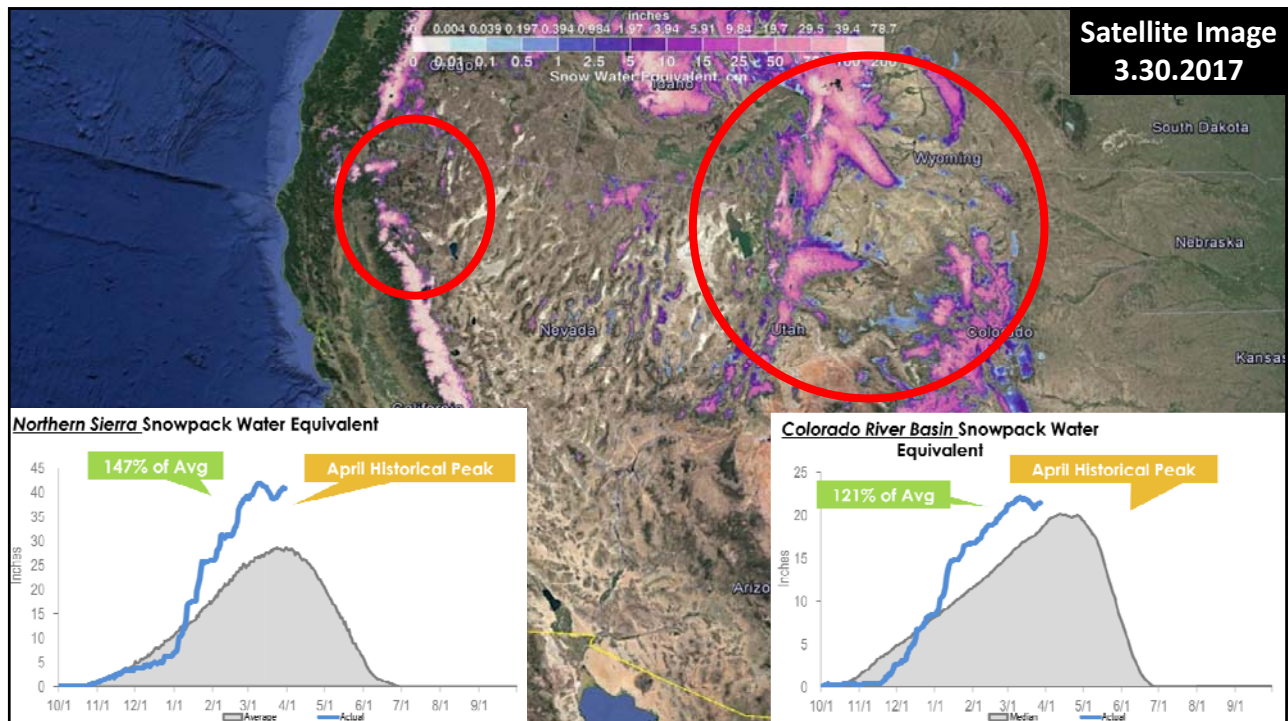 Satellite Image
3.30.2017
Inches
0 0.004 0.039 0.197 0.394 0.984 1.97 3.94 5.91 9.84 19.7 29.5 39.4 78.7
0 0.01 0.1 0.5 1 2.5 5 10 15 25 50 70 100 200
Snow Water Equivalent, cm
Oregon
Idaho
South Dakota
Wyoming
Nebraska
Nevada
Utah
Colorado
Kansas
California
Arizo
Northern Sierra Snowpack Water Equivalent
147% of Avg
April Historical Peak
45
40
35
30
25
20
15
10
5
0
Inches
10/1 11/1 12/1 1/1 2/1 3/1 4/1 5/1 6/1 7/1 8/1 9/1
Average Actual
Colorado River Basin Snowpack Water
Equivalent
April Historical Peak
121% of Avg
25
20
15
10
5
0
Inches
10/1 11/1 12/1 1/1 2/1 3/1 4/1 5/1 6/1 7/1 8/1 9/1
Median Actual